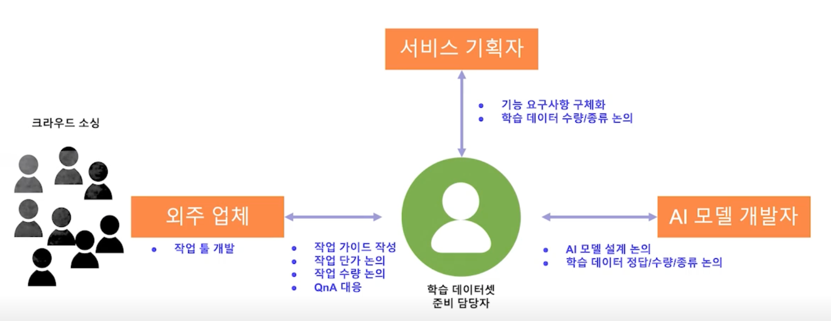 서비스 기획자
● 기능 요구사항 구체화
● 학습 데이터 수량/종류 논의
크라우드 소싱
외주 업체
● 작업 툴 개발
● 작업 가이드 작성
● 작업 단가 논의
● 작업 수량 논의
● QnA 대응
학습 데이터셋
준비 담당자
AI 모델 개발자
● AI 모델 설계 논의
● 학습 데이터 정답/수량/종류 논의